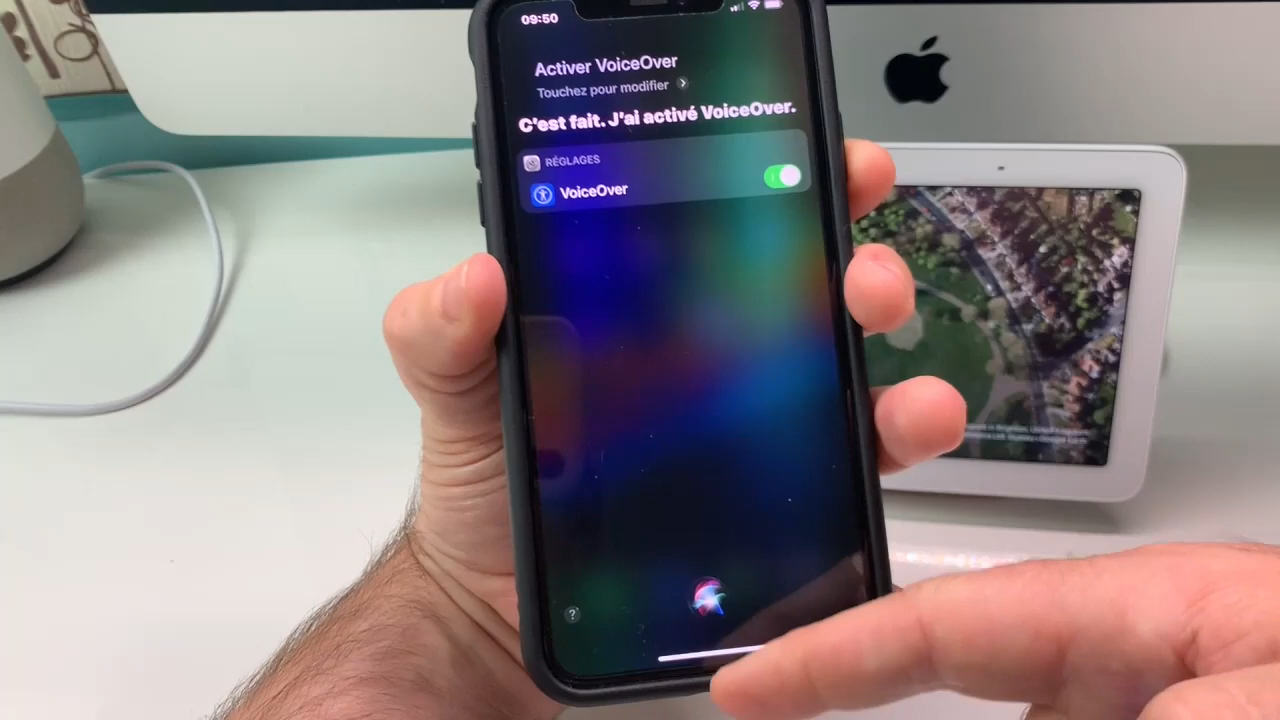 09:50
Activer VoiceOver
Touchez pour modifier
C'est fait. J'ai activé VoiceOver.
RÉGLAGES
VoiceOver
?